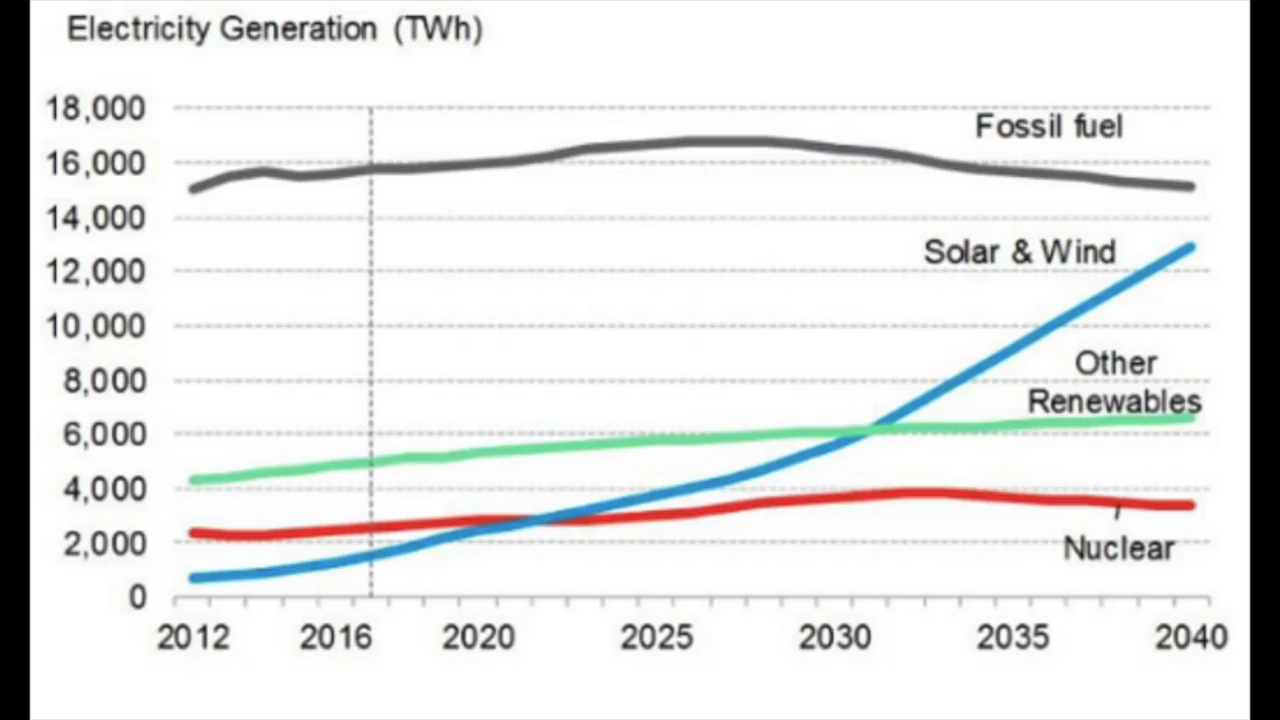 Electricity Generation (TWh)
18,000
Fossil fuel
16,000
14,000
Solar & Wind
12,000
10,000
Other
8,000
Renewables
6,000
4,000
Nuclear
2,000
0
2012 2016 2020 2025 2030 2035 2040